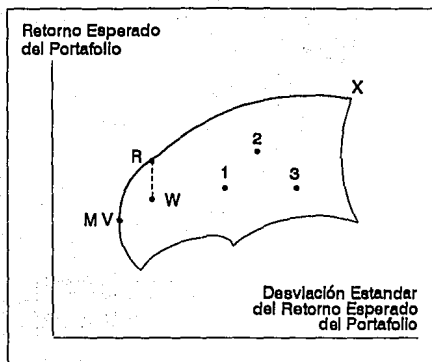 Retorno Esperado
del Portafolio
X
2
R
1
3
W
M V
Desviación Estandar
del Retorno Esperado
del Portafolio